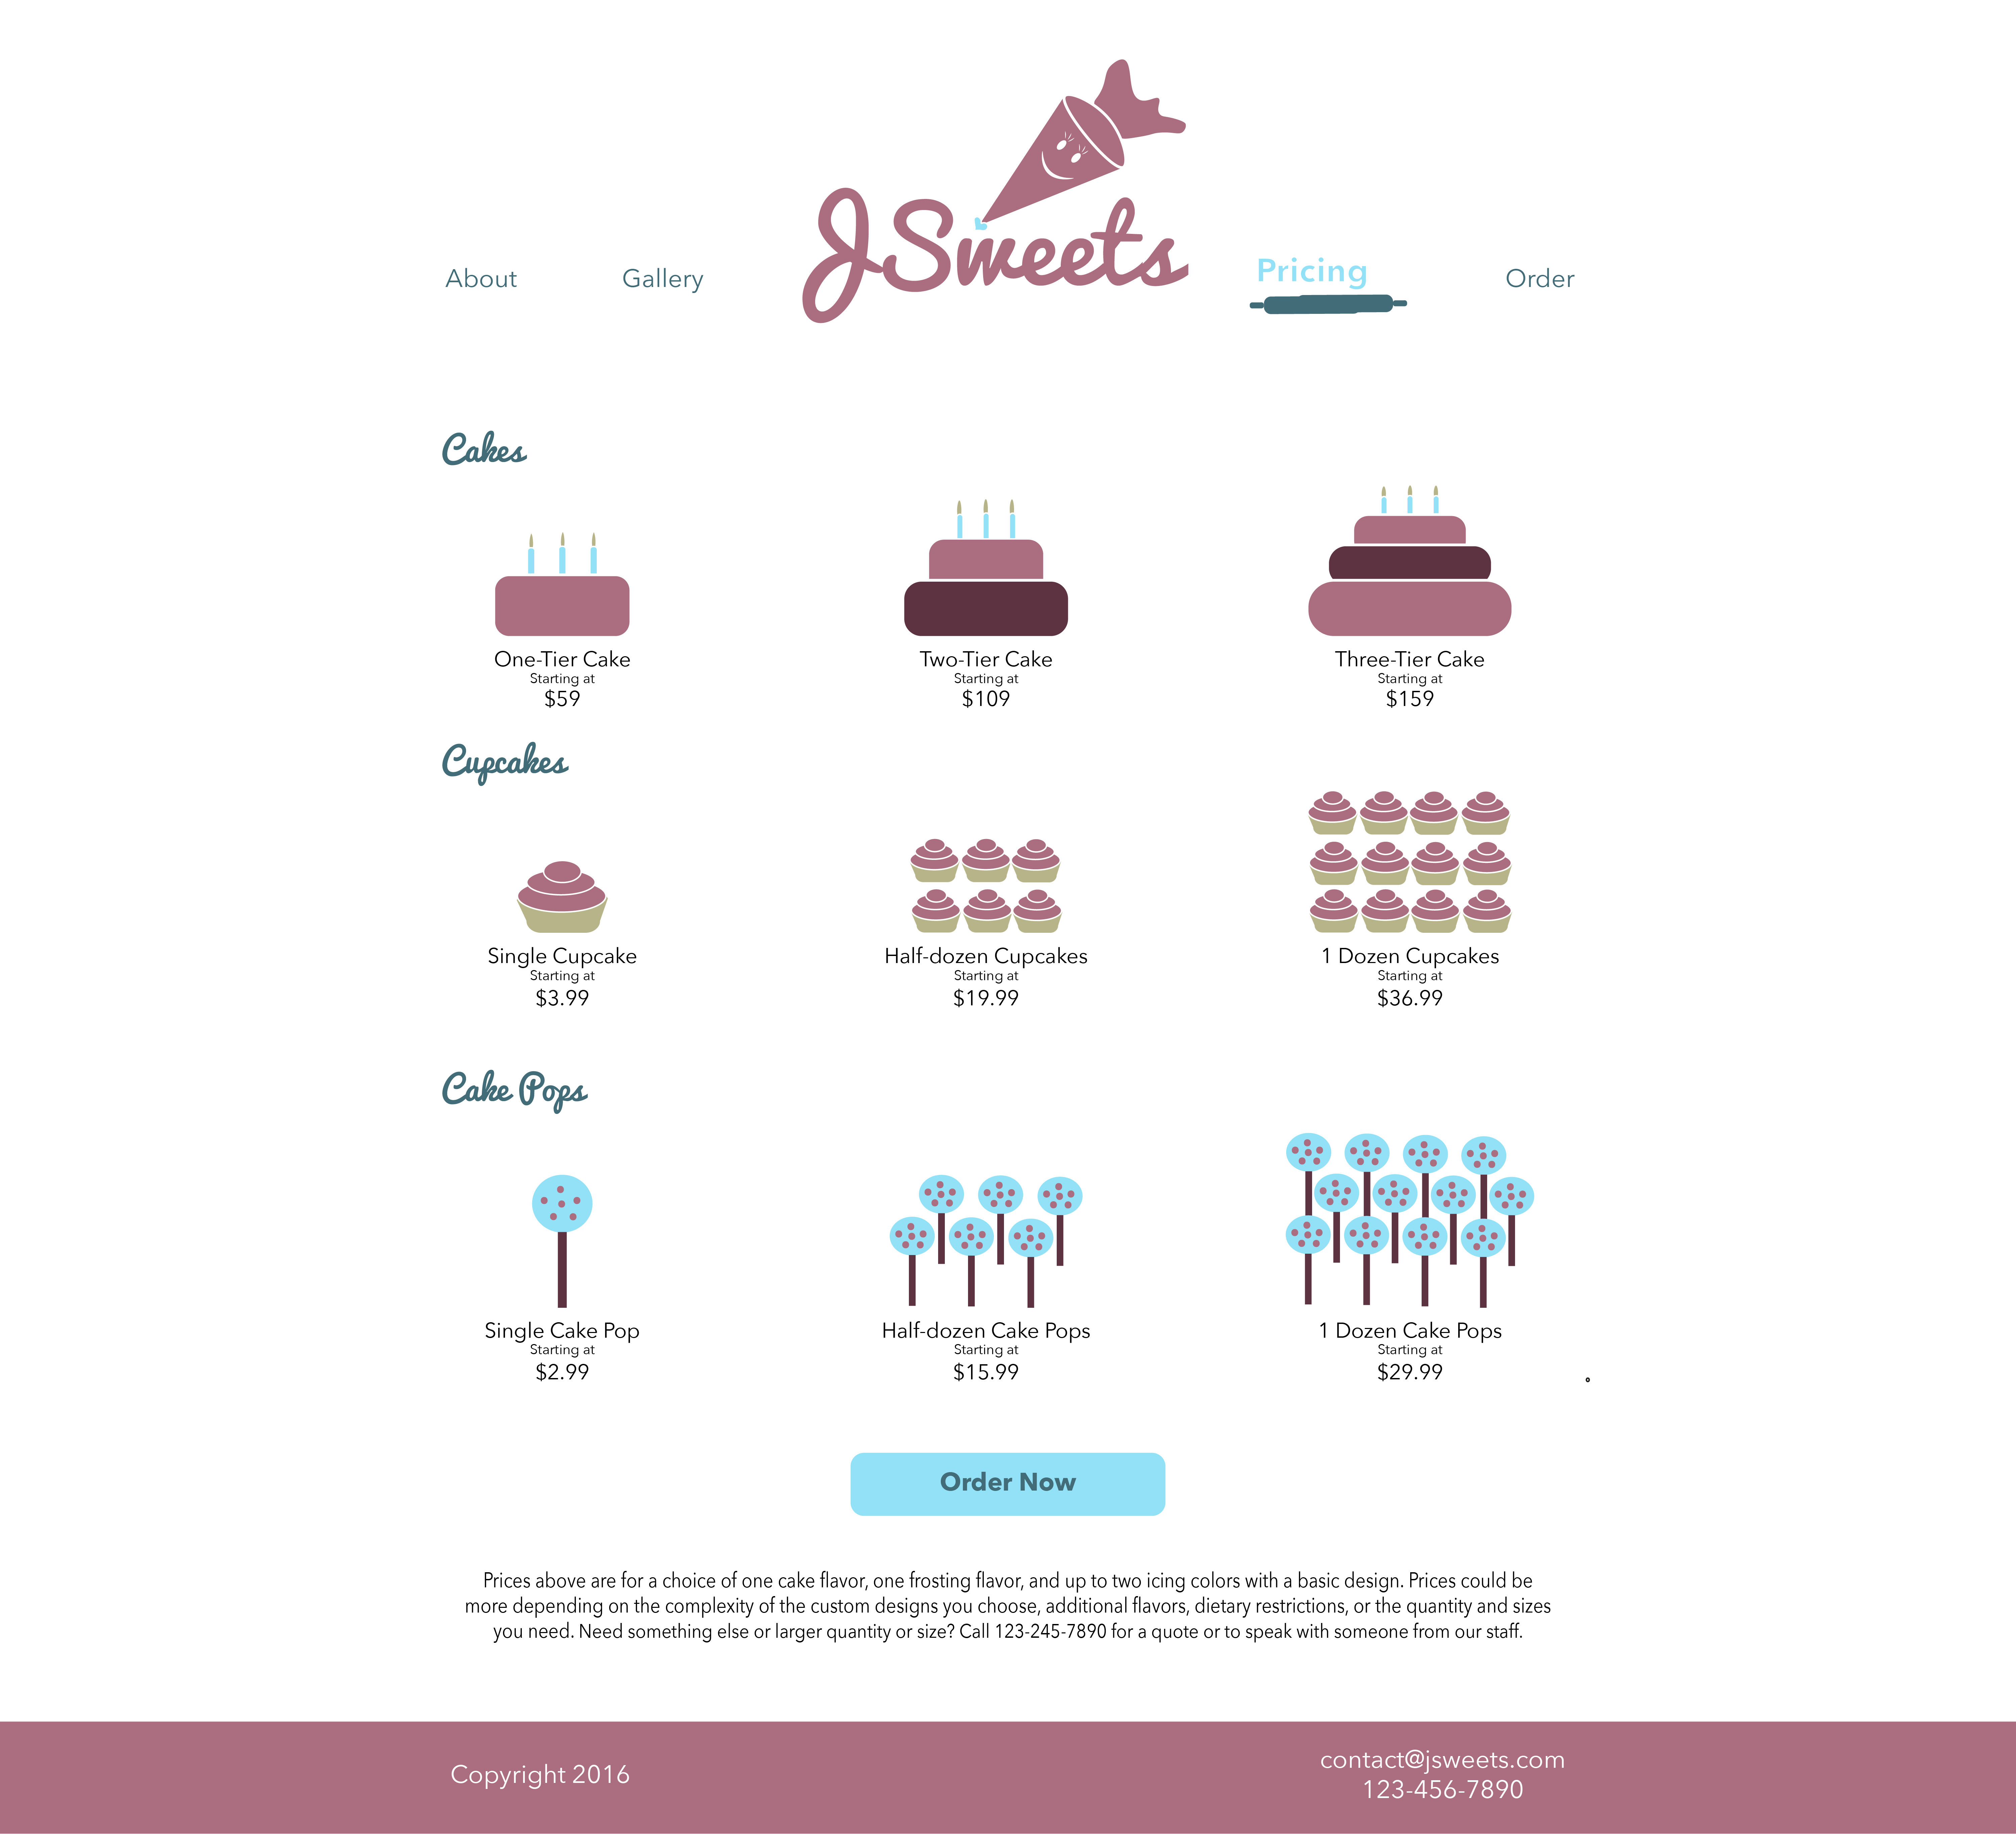 JSweets
About
Gallery
Pricing
Order
Cakes
One-Tier Cake
Starting at
$59
Two-Tier Cake
Starting at
$109
Three-Tier Cake
Starting at
$159
Cupcakes
Single Cupcake
Starting at
$3.99
Half-dozen Cupcakes
Starting at
$19.99
1 Dozen Cupcakes
Starting at
$36.99
Cake Pops
Single Cake Pop
Starting at
$2.99
Half-dozen Cake Pops
Starting at
$15.99
1 Dozen Cake Pops
Starting at
$29.99
Order Now
Prices above are for a choice of one cake flavor, one frosting flavor, and up to two icing colors with a basic design. Prices could be
more depending on the complexity of the custom designs you choose, additional flavors, dietary restrictions, or the quantity and sizes
you need. Need something else or larger quantity or size? Call 123-245-7890 for a quote or to speak with someone from our staff.
Copyright 2016
contact@jsweets.com
123-456-7890